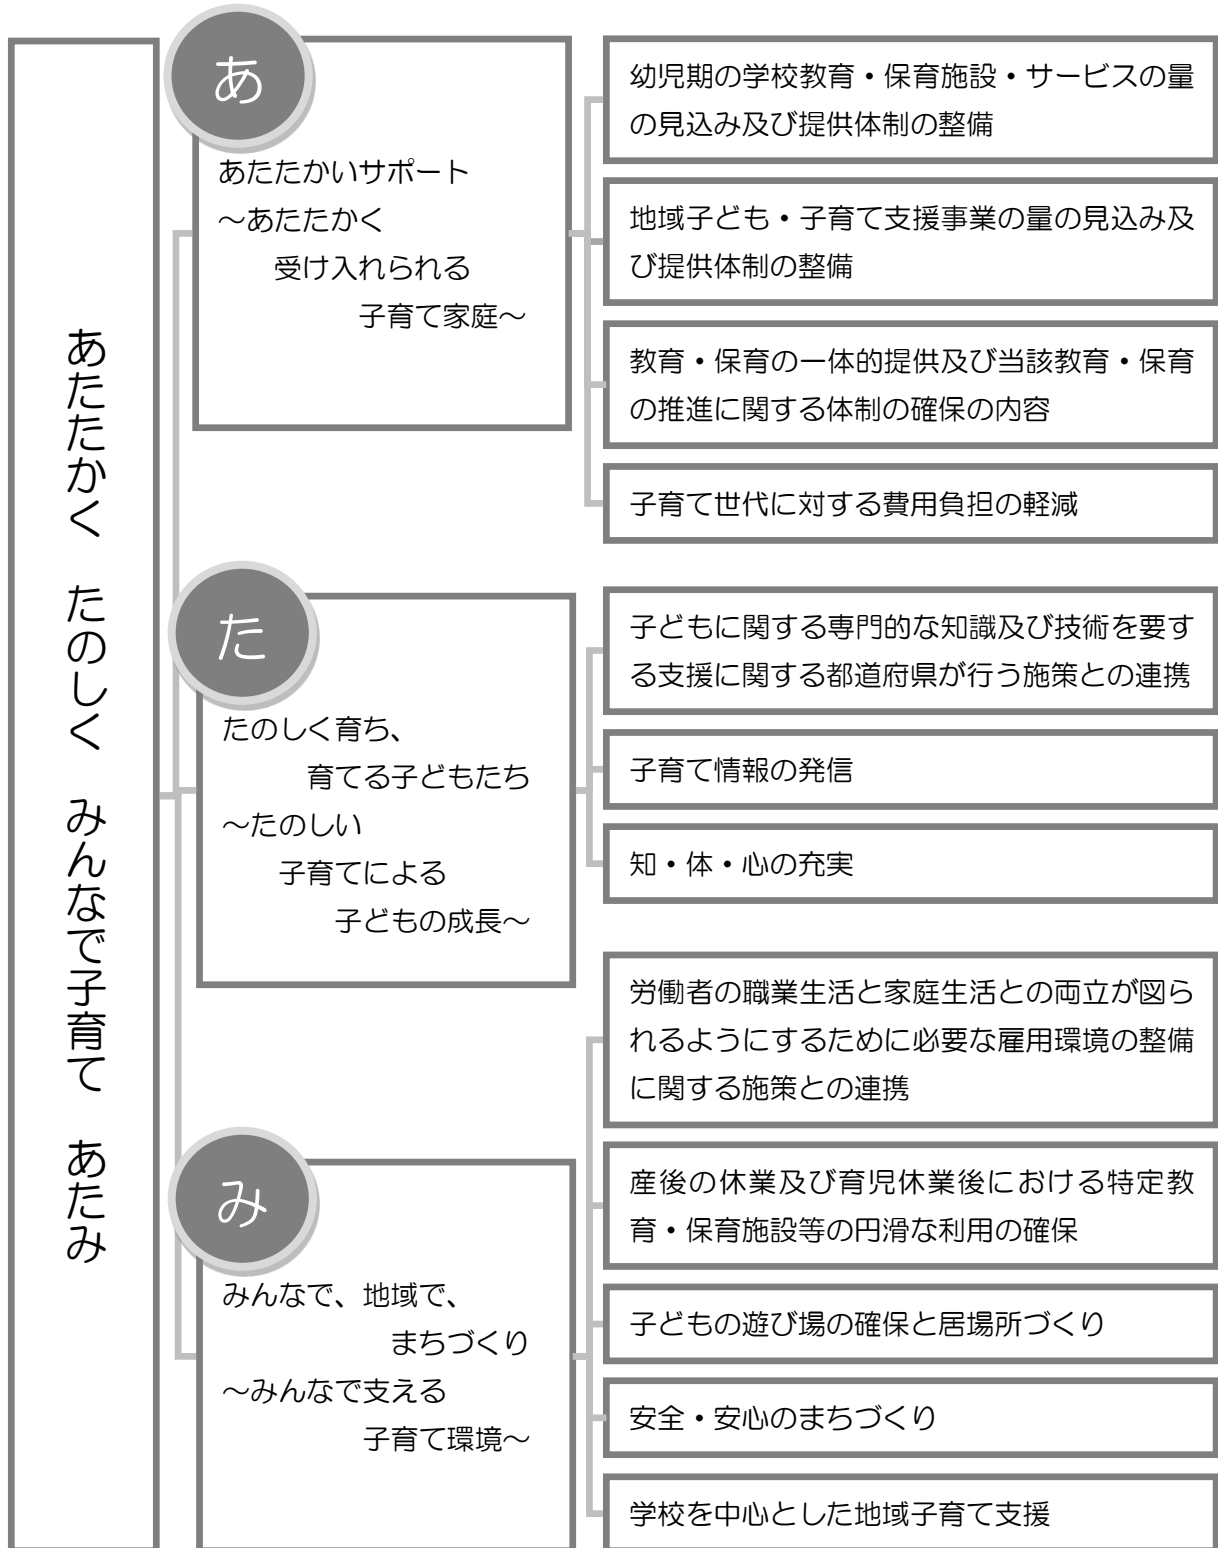 あたたかく　たのしく　みんなで子育て　あたみ
あ
あたたかいサポート
～あたたかく
受け入れられる
子育て家庭～
幼児期の学校教育・保育施設・サービスの量
の見込み及び提供体制の整備
地域子ども・子育て支援事業の量の見込み及
び提供体制の整備
教育・保育の一体的提供及び当該教育・保育
の推進に関する体制の確保の内容
子育て世代に対する費用負担の軽減
た
たのしく育ち、
育てる子どもたち
～たのしい
子育てによる
子どもの成長～
子どもに関する専門的な知識及び技術を要す
る支援に関する都道府県が行う施策との連携
子育て情報の発信
知・体・心の充実
み
みんなで、地域で、
まちづくり
～みんなで支える
子育て環境～
労働者の職業生活と家庭生活との両立が図ら
れるようにするために必要な雇用環境の整備
に関する施策との連携
産後の休業及び育児休業後における特定教
育・保育施設等の円滑な利用の確保
子どもの遊び場の確保と居場所づくり
安全・安心のまちづくり
学校を中心とした地域子育て支援